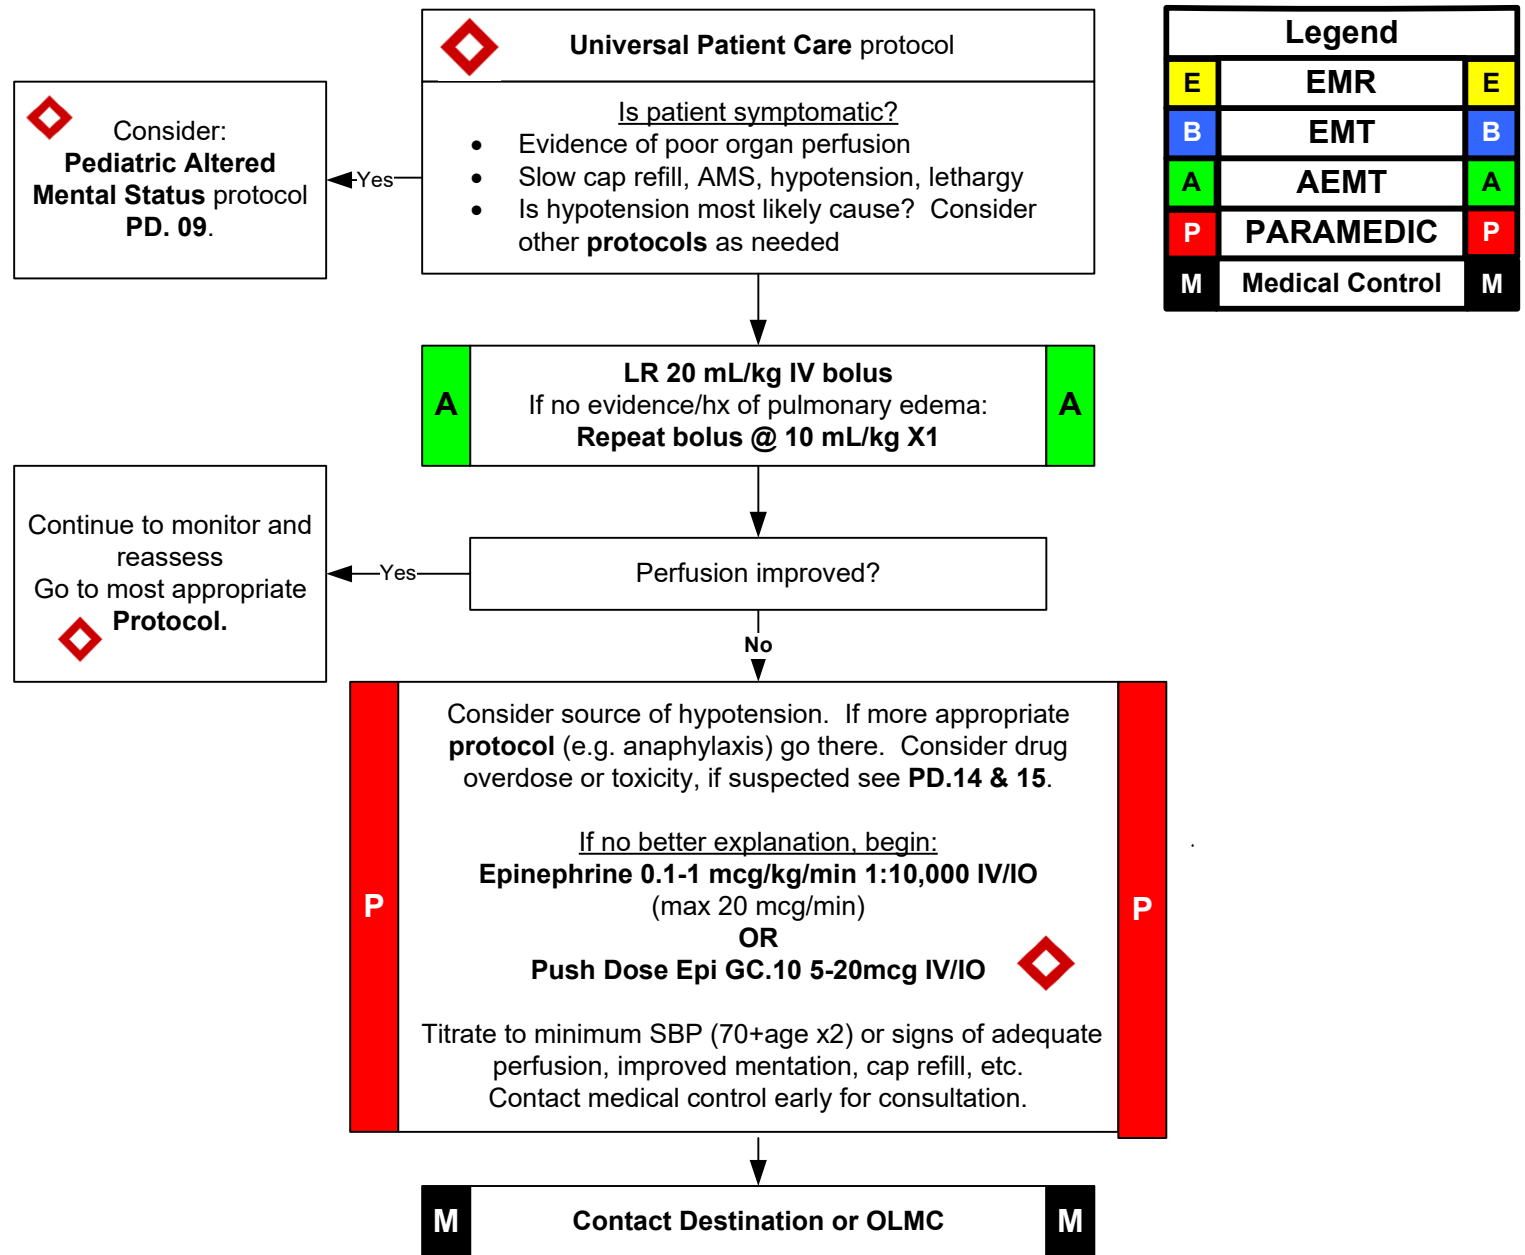 Universal Patient Care protocol
Is patient symptomatic?
• Evidence of poor organ perfusion
• Slow cap refill, AMS, hypotension, lethargy
• Is hypotension most likely cause?  Consider
other protocols as needed
Yes
Consider:
Pediatric Altered
Mental Status protocol
PD. 09.
Legend
E EMR E
B EMT B
A AEMT A
P PARAMEDIC P
M Medical Control M
A
LR 20 mL/kg IV bolus
If no evidence/hx of pulmonary edema:
Repeat bolus @ 10 mL/kg X1
A
Perfusion improved?
Yes
Continue to monitor and
reassess
Go to most appropriate
Protocol.
No
P
Consider source of hypotension.  If more appropriate
protocol (e.g. anaphylaxis) go there.  Consider drug
overdose or toxicity, if suspected see PD.14 & 15.
If no better explanation, begin:
Epinephrine 0.1-1 mcg/kg/min 1:10,000 IV/IO
(max 20 mcg/min)
OR
Push Dose Epi GC.10 5-20mcg IV/IO
Titrate to minimum SBP (70+age x2) or signs of adequate
perfusion, improved mentation, cap refill, etc.
Contact medical control early for consultation.
P
.
M Contact Destination or OLMC M